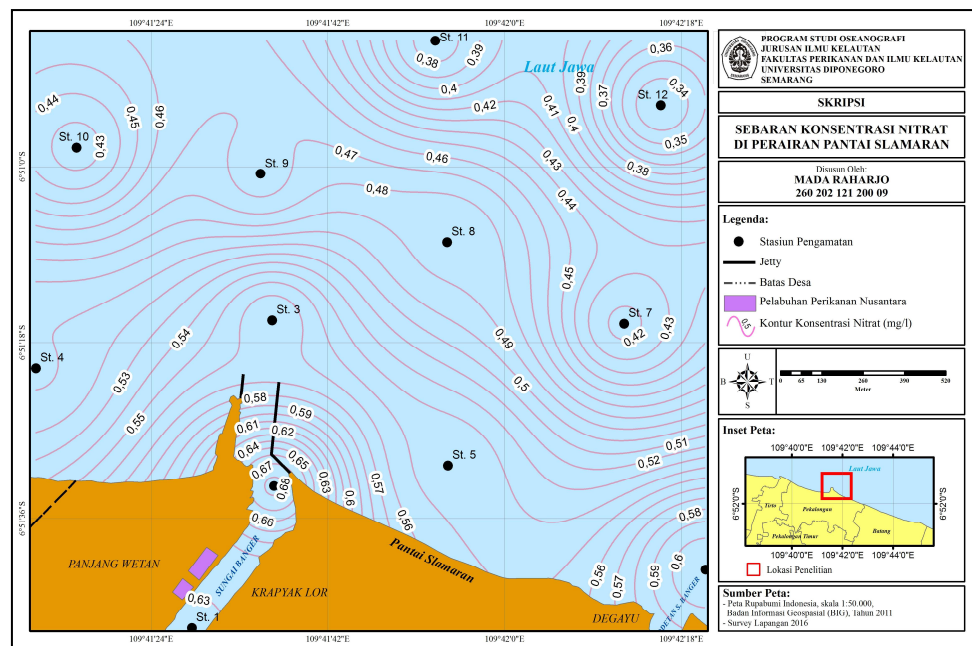 109°41'24"E
109°41'42"E
109°42'0"E
109°42'18"E
6°51'0"S
6°51'18"S
6°51'36"S
St. 11
0,39
0,38
0,4
0,42
Laut Jawa
0,39
0,37
0,36
St. 12
0,34
0,35
0,38
0,4
0,41
0,43
0,44
0,45
0,44
0,45
0,46
St. 10
0,43
St. 9
0,47
0,46
0,48
St. 8
St. 3
0,54
St. 7
0,42
0,43
0,49
St. 4
0,53
0,55
0,5
0,58
0,59
0,61
0,62
0,64
0,65
0,67
0,68
0,63
0,6
0,57
0,56
0,66
St. 5
0,51
0,52
0,58
0,6
0,59
0,57
0,56
Pantai Slamaran
PANJANG WETAN
SUNGAI BANGER
KRAPYAK LOR
DEGAYU
0,63
St. 1
109°41'24"E
109°41'42"E
109°42'0"E
109°42'18"E
PROGRAM STUDI OSEANOGRAFI
JURUSAN ILMU KELAUTAN
FAKULTAS PERIKANAN DAN ILMU KELAUTAN
UNIVERSITAS DIPONEGORO
SEMARANG
SKRIPSI
SEBARAN KONSENTRASI NITRAT
DI PERAIRAN PANTAI SLAMARAN
Disusun Oleh:
MADA RAHARJO
260 202 121 200 09
Legenda:
Stasiun Pengamatan
Jetty
Batas Desa
Pelabuhan Perikanan Nusantara
0,5
Kontur Konsentrasi Nitrat (mg/l)
U
B T
S
0 65 130 260 390 520
Meter
Inset Peta:
109°40'0"E 109°42'0"E 109°44'0"E
Laut Jawa
6°52'0"S
6°52'0"S
Tirto
Pekalongan
Pekalongan Timur
Batang
109°40'0"E 109°42'0"E 109°44'0"E
Lokasi Penelitian
Sumber Peta:
- Peta Rupabumi Indonesia, skala 1:50.000,
Badan Informasi Geospasial (BIG), Tahun 2011
- Survey Lapangan 2016